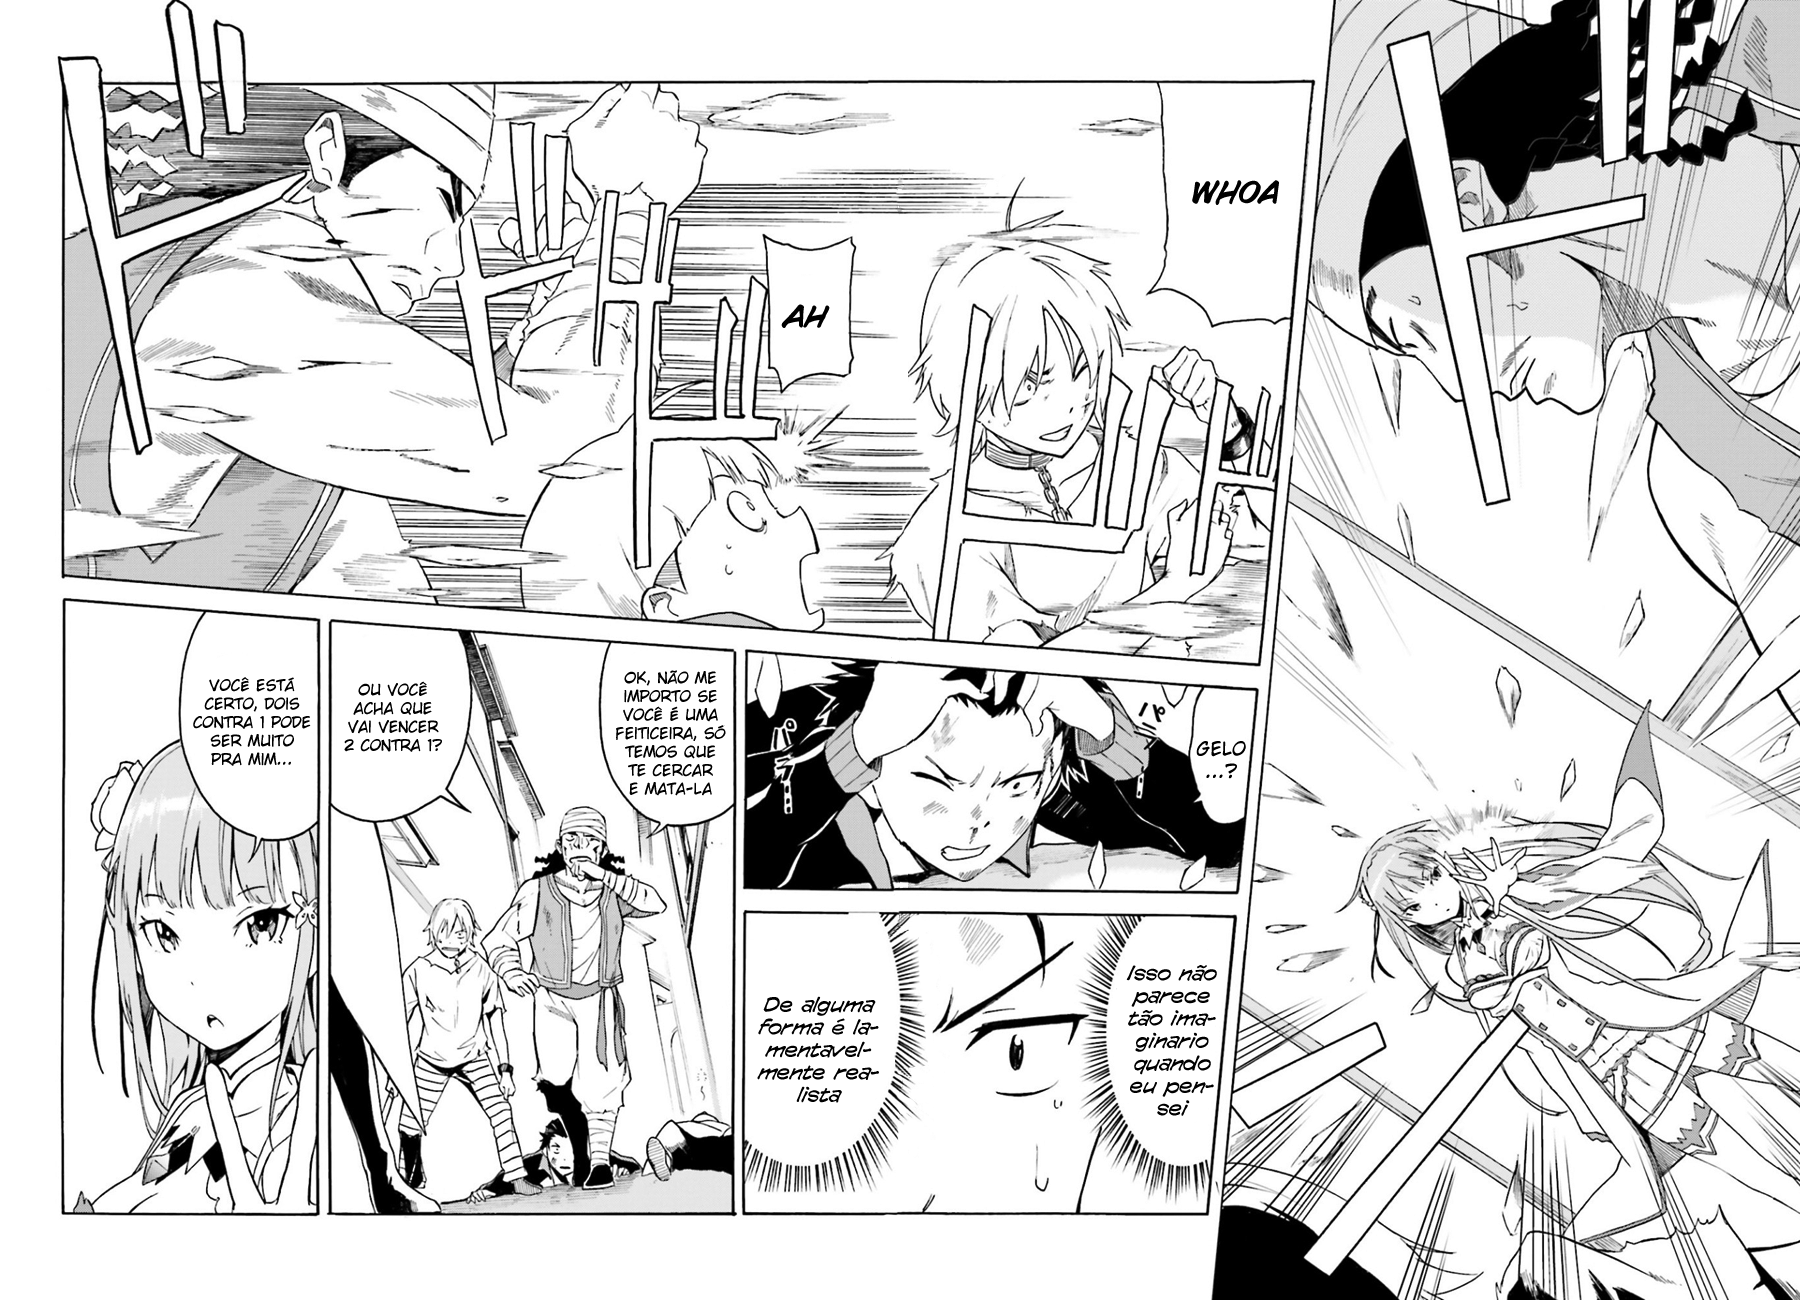 WHOA
AH
GELO
...?
Isso não
parece
tão ima-
ginario
quando
eu pen-
sei
De alguma
forma é la-
mentavel-
mente rea-
lista
OK, NÃO ME
IMPORTO SE
VOCÊ É UMA
FEITICEIRA, SÓ
TEMOS QUE
TE CERCAR
E MATA-LA
OU VOCÊ
ACHA QUE
VAI VENCER
2 CONTRA 1?
VOCÊ ESTÁ
CERTO, DOIS
CONTRA 1 PODE
SER MUITO
PRA MIM...